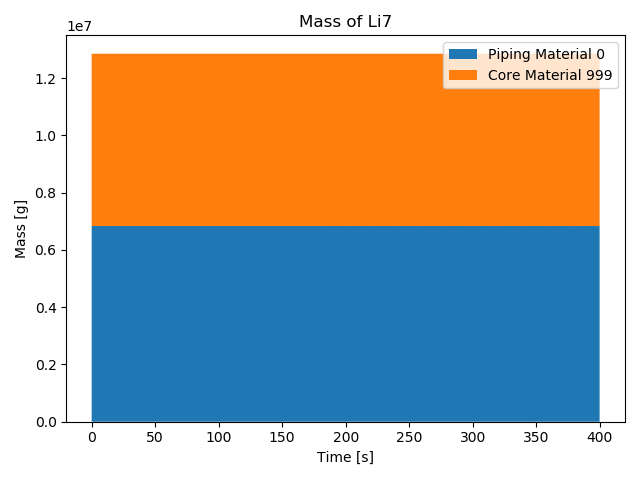 Mass of Li7
1e7
Piping Material 0
Core Material 999
Mass [g]
1.2
1.0
0.8
0.6
0.4
0.2
0.0
0 50 100 150 200 250 300 350 400
Time [s]